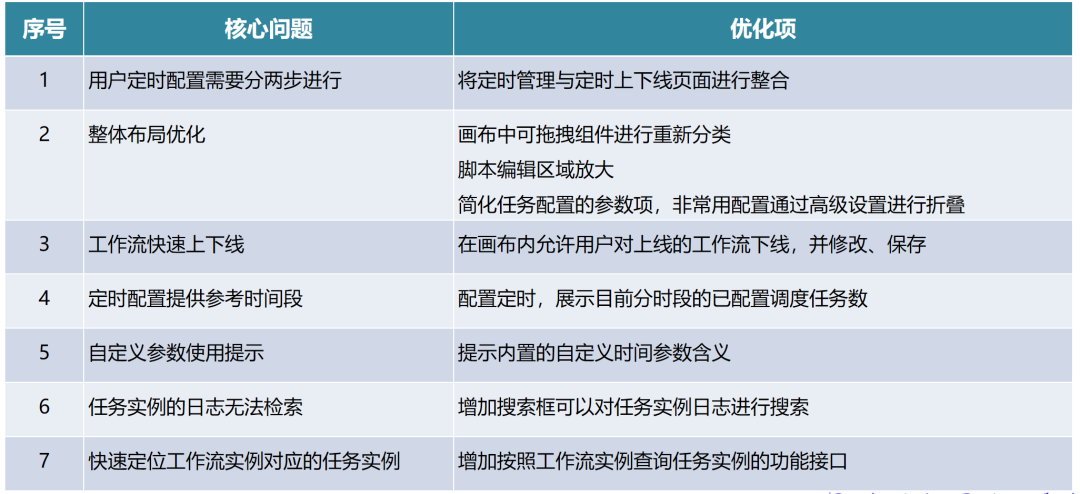 序号 核心问题 优化项
1 用户定时配置需要分两步进行 将定时管理与定时上下线页面进行整合
2 整体布局优化 画布中可拖拽组件进行重新分类
脚本编辑区域放大
简化任务配置的参数项，非常用配置通过高级设置进行折叠
3 工作流快速上下线 在画布内允许用户对上线的工作流下线，并修改、保存
4 定时配置提供参考时间段 配置定时，展示目前分时段的已配置调度任务数
5 自定义参数使用提示 提示内置的自定义时间参数含义
6 任务实例的日志无法检索 增加搜索框可以对任务实例日志进行搜索
7 快速定位工作流实例对应的任务实例 增加按照工作流实例查询任务实例的功能接口